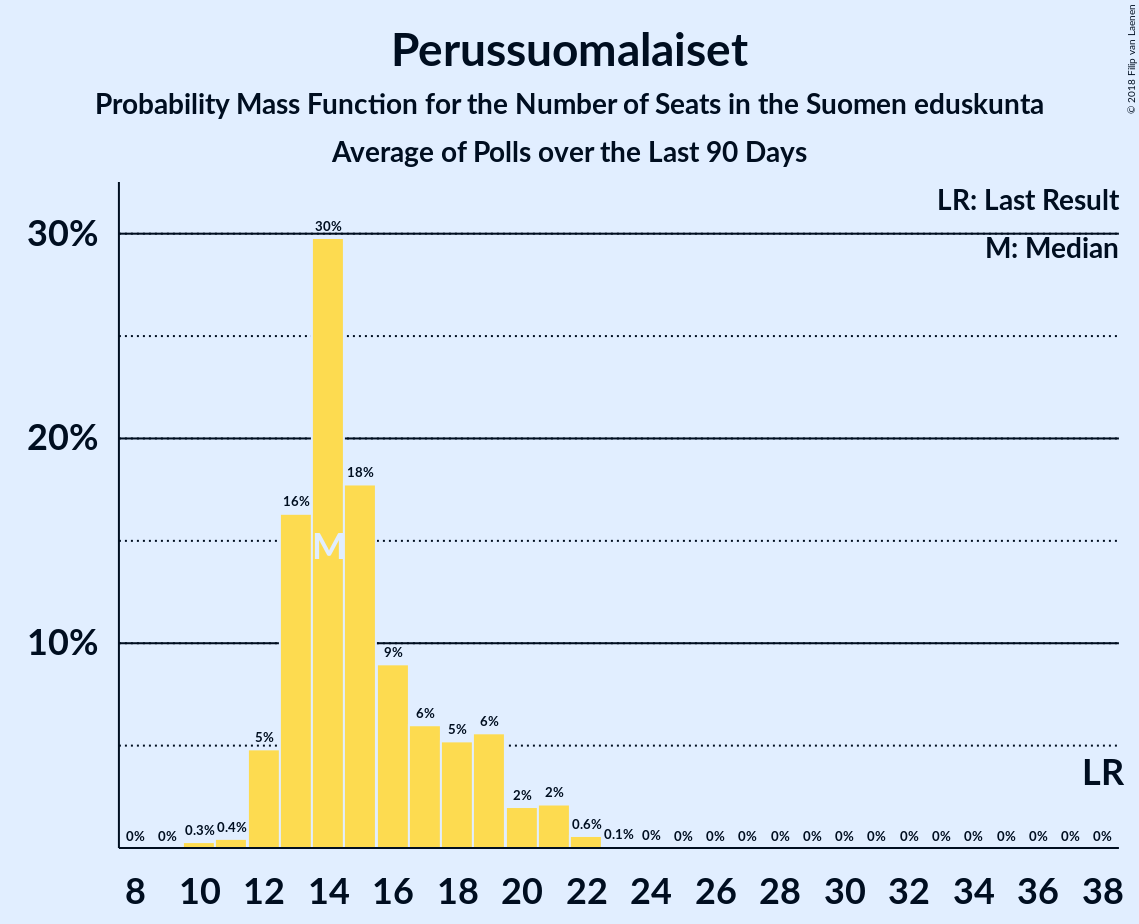 Perussuomalaiset
Probability Mass Function for the Number of Seats in the Suomen eduskunta
Average of Polls over the Last 90 Days
© 2018 Filip van Laenen
LR: Last Result
M: Median
30%
20%
10%
0% 0% 0.3% 0.4% 5% 16% 30% 18% 9% 6% 5% 6% 2% 2% 0.6% 0.1% 0% 0% 0% 0% 0% 0% 0% 0% 0% 0% 0% 0% 0% 0% 0%
M
LR
8 10 12 14 16 18 20 22 24 26 28 30 32 34 36 38